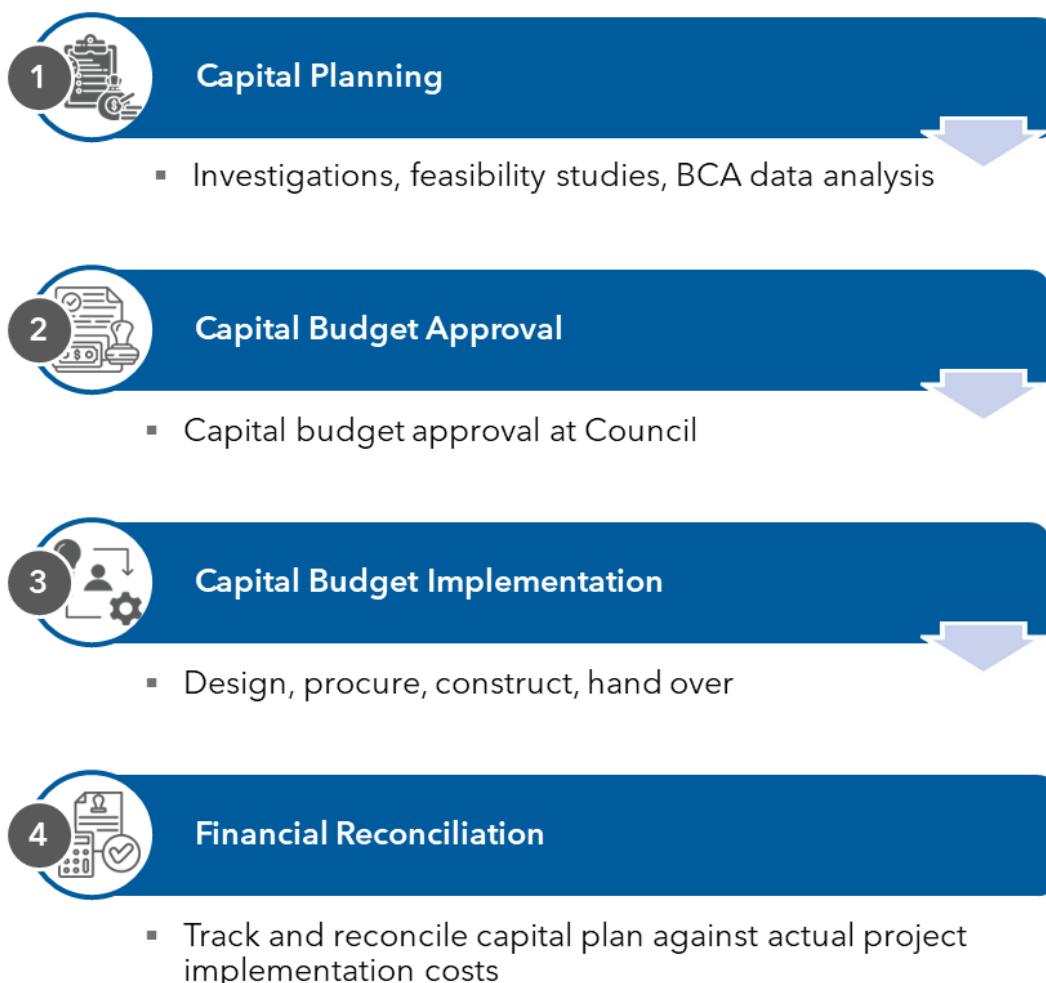 1
Capital Planning
▪ Investigations, feasibility studies, BCA data analysis
2
Capital Budget Approval
▪ Capital budget approval at Council
3
Capital Budget Implementation
▪ Design, procure, construct, hand over
4
Financial Reconciliation
▪ Track and reconcile capital plan against actual project
implementation costs